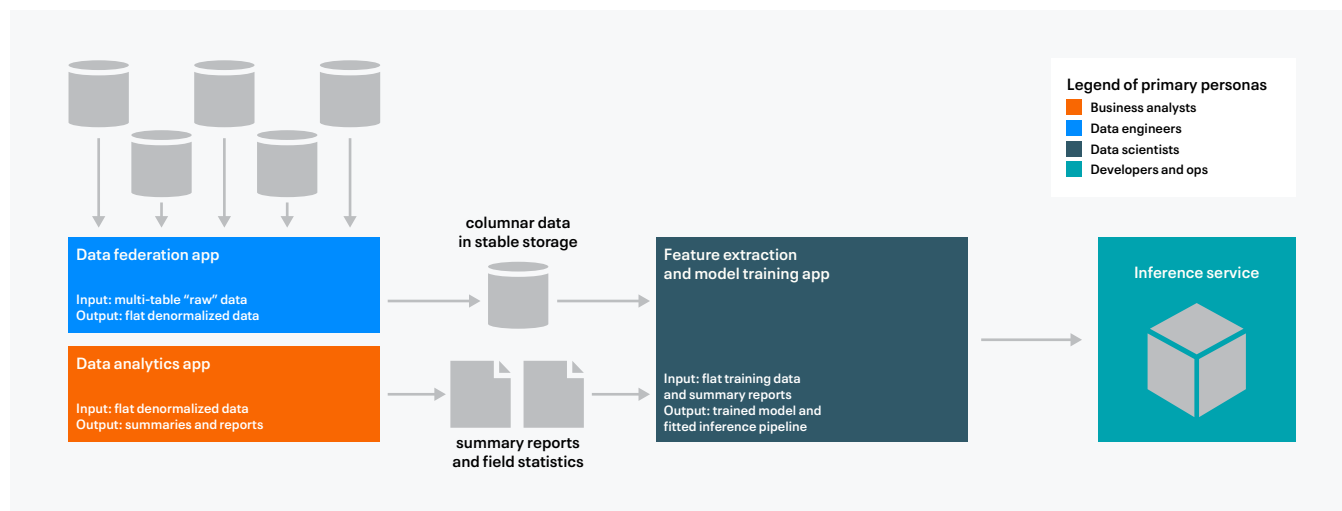 Legend of primary personas
Business analysts
Data engineers
Data scientists
Developers and ops
columnar data
in stable storage
Data federation app
Input: multi-table “raw” data
Output: flat denormalized data
Data analytics app
Input: flat denormalized data
Output: summaries and reports
summary reports
and field statistics
Feature extraction
and model training app
Input: flat training data
and summary reports
Output: trained model and
fitted inference pipeline
Inference service